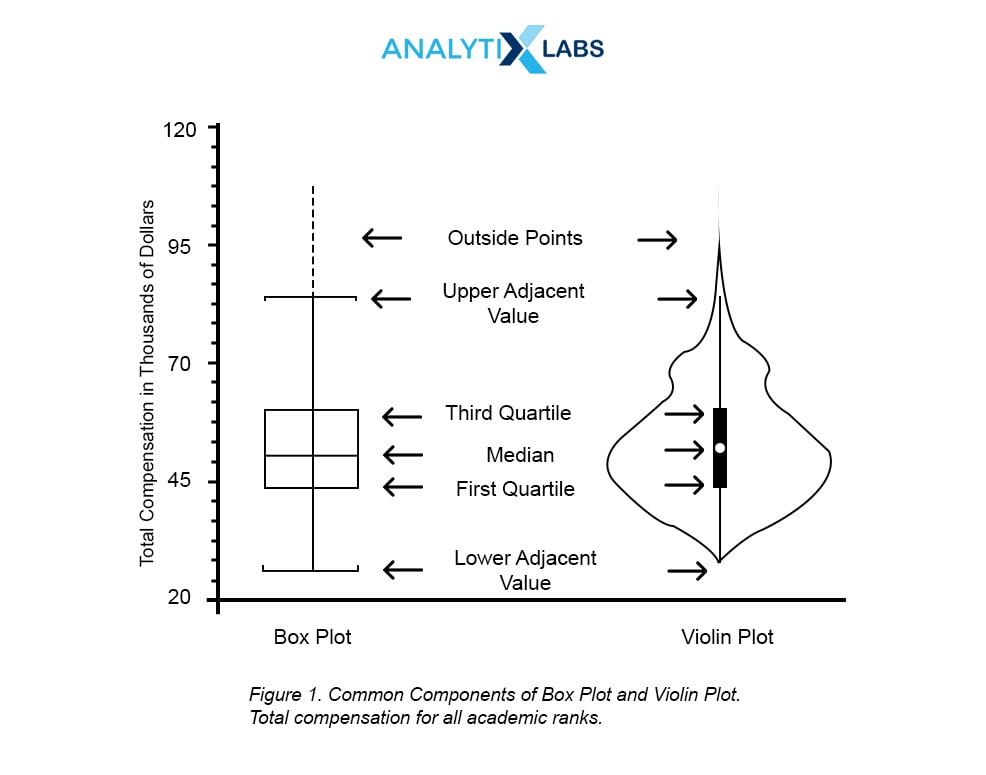 ANALYTIX LABS
120
95
70
45
20
Total Compensation in Thousands of Dollars
Outside Points
Upper Adjacent
Value
Third Quartile
Median
First Quartile
Lower Adjacent
Value
Box Plot
Violin Plot
Figure 1. Common Components of Box Plot and Violin Plot.
Total compensation for all academic ranks.